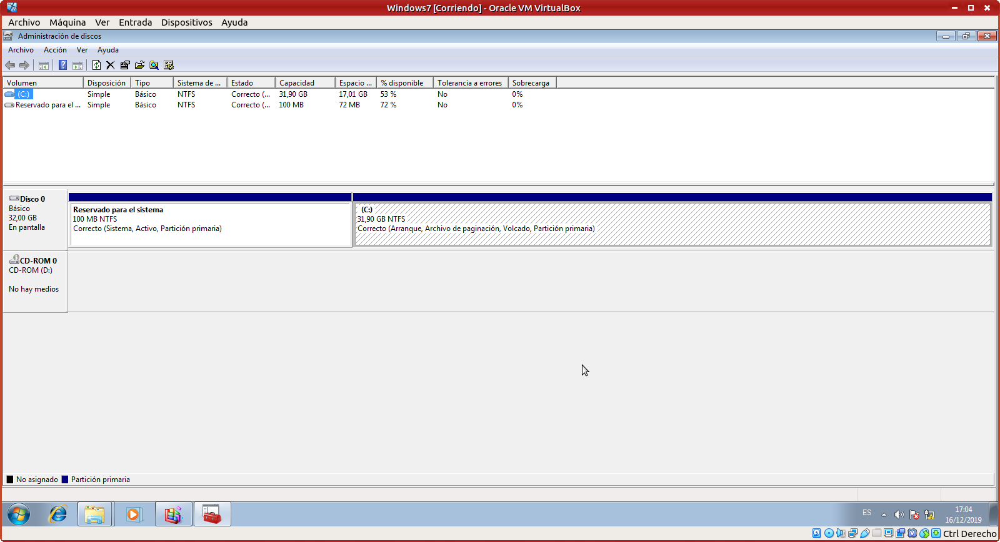 Windows7 [Corriendo] - Oracle VM VirtualBox
Archivo Máquina Ver Entrada Dispositivos Ayuda
Administración de discos
Archivo Acción Ver Ayuda
Volumen Disposición Tipo Sistema de ... Estado Capacidad Espacio ... % disponible Tolerancia a errores Sobrecarga
(C:) Simple Básico NTFS Correcto (... 31,90 GB 17,01 GB 53 % No 0%
Reservado para el ... Simple Básico NTFS Correcto (... 100 MB 72 MB 72 % No 0%
Disco 0
Básico
32,00 GB
En pantalla
Reservado para el sistema
100 MB NTFS
Correcto (Sistema, Activo, Partición primaria)
(C:)
31,90 GB NTFS
Correcto (Arranque, Archivo de paginación, Volcado, Partición primaria)
CD-ROM 0
CD-ROM (D:)
No hay medios
No asignado Partición primaria
ES
17:04
16/12/2019
Ctrl Derecho